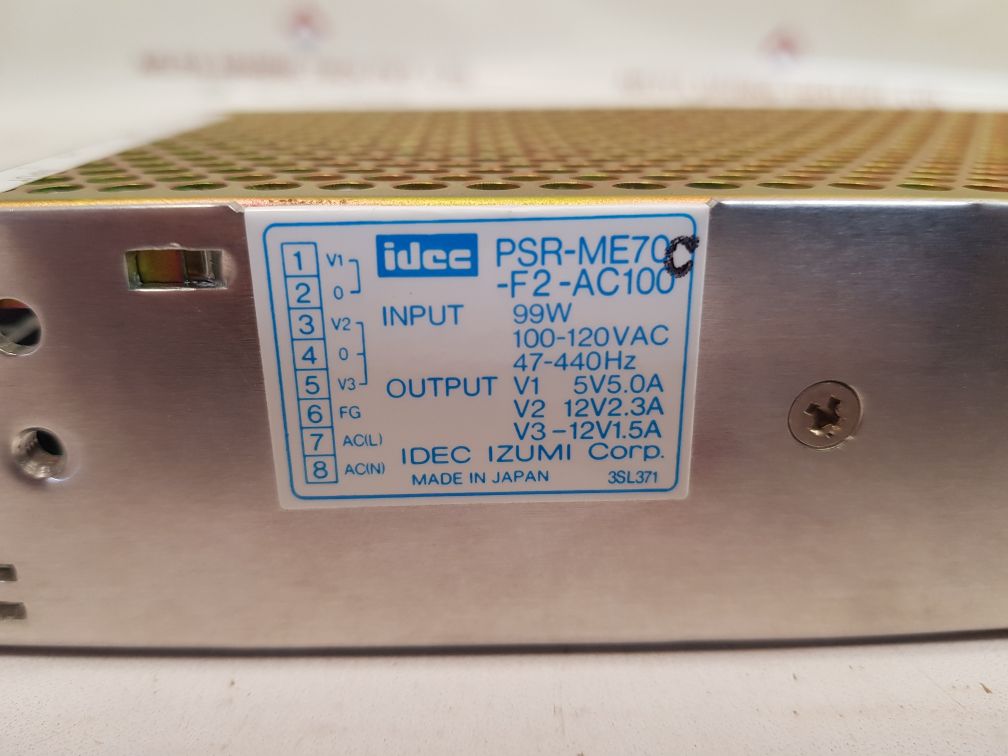 idec PSR-ME70C
-F2-AC100
INPUT 99W
100-120VAC
47-440Hz
OUTPUT V1 5V5.0A
V2 12V2.3A
V3 -12V1.5A
IDEC IZUMI Corp.
MADE IN JAPAN 3SL371
1 V1
2 0
3 V2
4 0
5 V3
6 FG
7 AC(L)
8 AC(N)